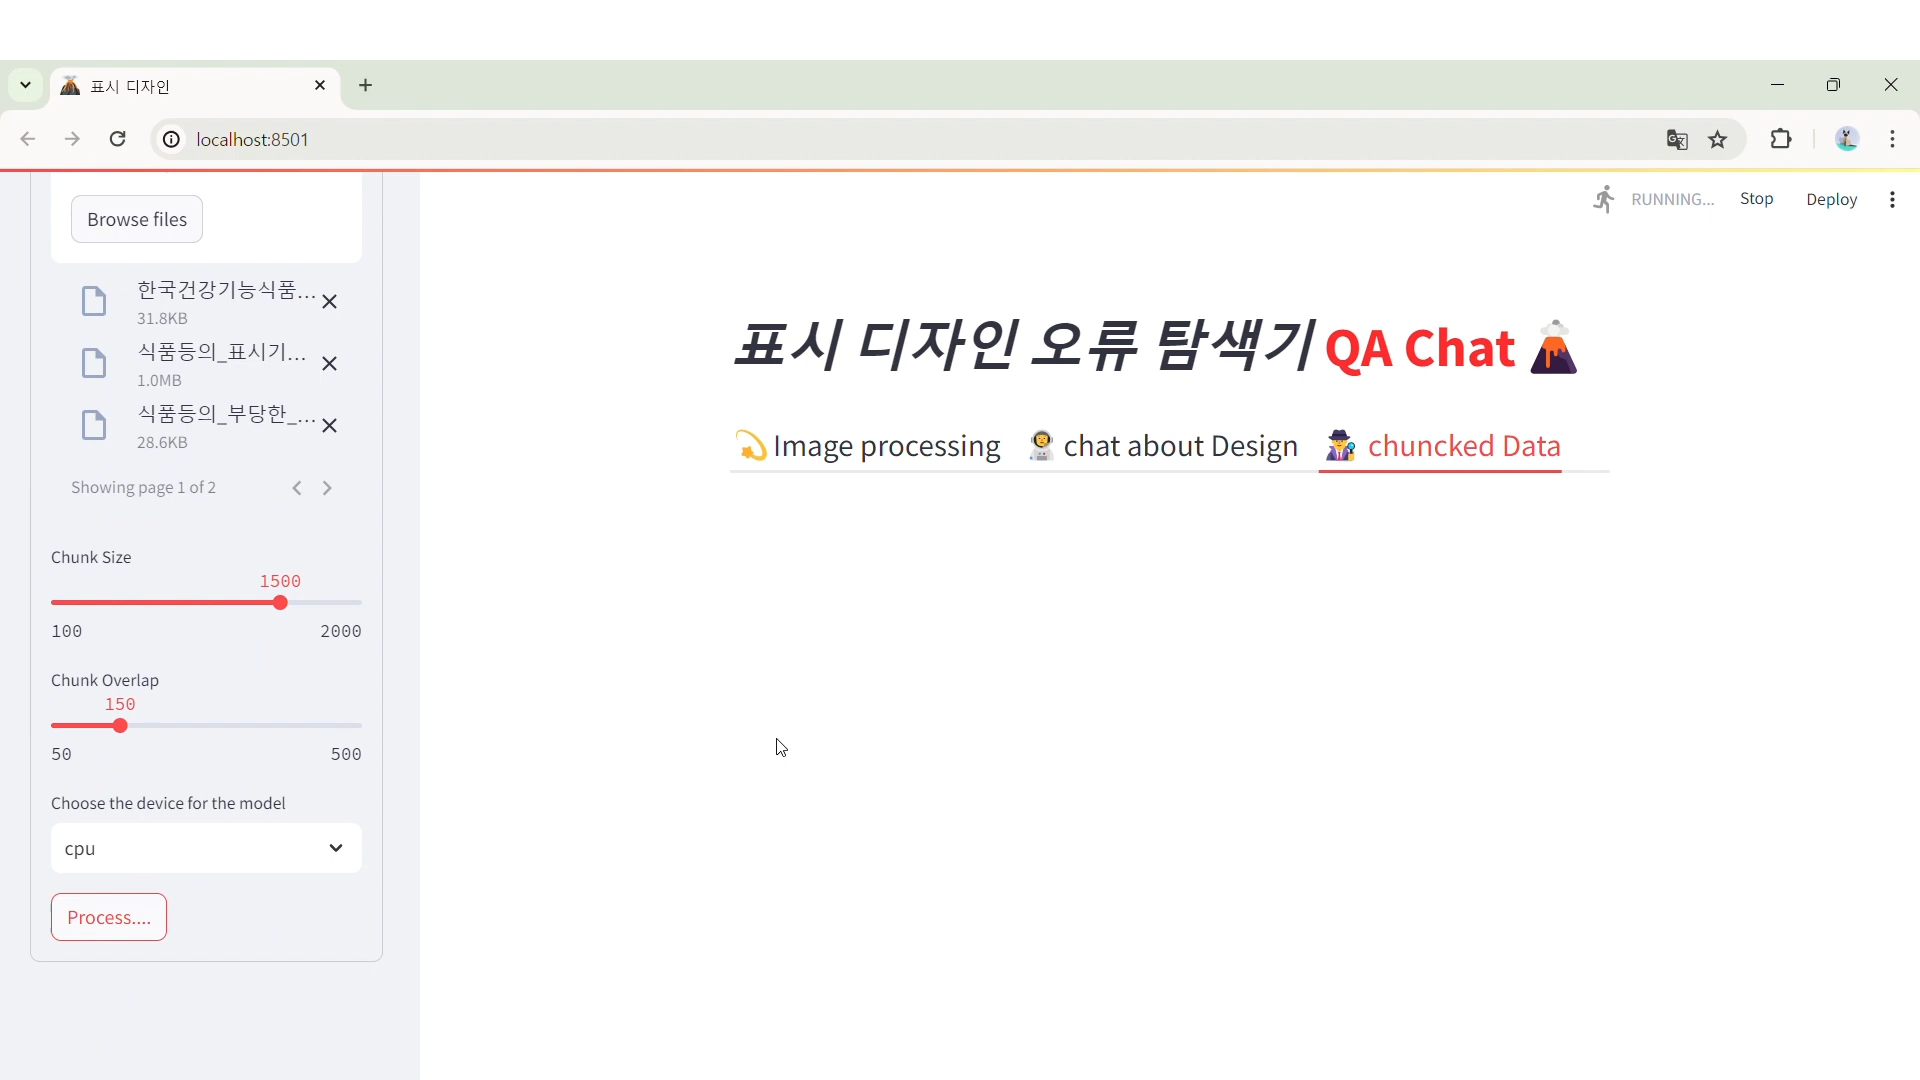 표시 디자인
localhost:8501
RUNNING...
Stop
Deploy
Browse files
한국건강기능식품...
31.8KB
식품등의_표시기...
1.0MB
식품등의_부당한_...
28.6KB
Showing page 1 of 2
Chunk Size
1500
100
2000
Chunk Overlap
150
50
500
Choose the device for the model
cpu
Process....
표시 디자인 오류 탐색기 QA Chat
Image processing
chat about Design
chuncked Data